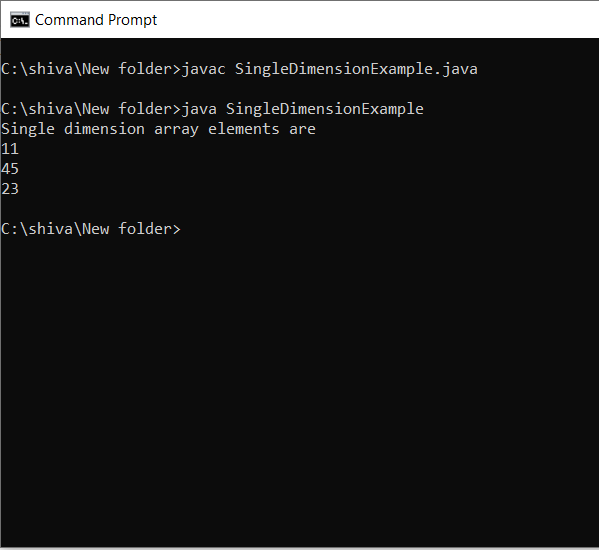 Command Prompt
C:\shiva\New folder>javac SingleDimensionExample.java
C:\shiva\New folder>java SingleDimensionExample
Single dimension array elements are
11
45
23
C:\shiva\New folder>